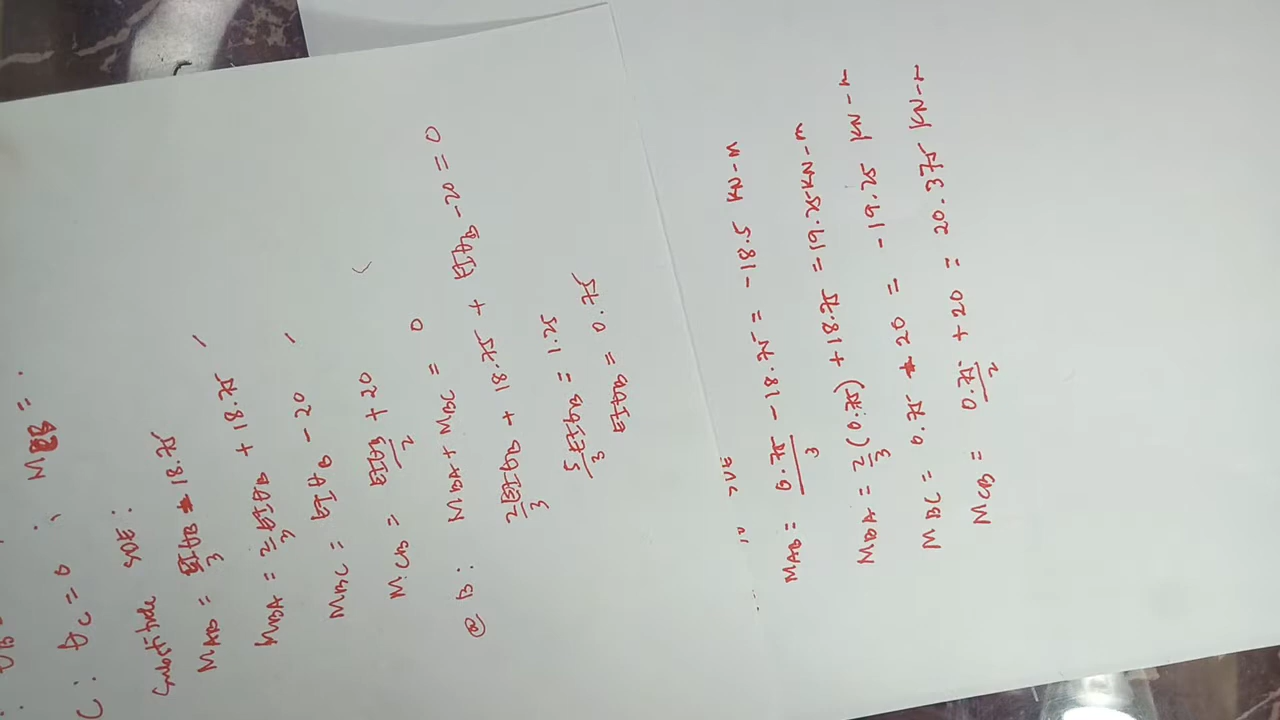 C : θc = 0 ; MBB =
Substitute SDE :
MAB = EIθB/3 - 18.75
MBA = 2/3 EIθB + 18.75
MBC = EIθB - 20
MCB = EIθB/2 + 20
@ B : MBA + MBC = 0
2EIθB/3 + 18.75 + EIθB - 20 = 0
5/3 EIθB = 1.25
EIθB = 0.75
MAB = 0.75/3 - 18.75 = -18.5 KN-M
MBA = 2/3 (0.75) + 18.75 = 19.25 KN-m
MBC = 0.75 - 20 = -19.25 KN-m
MCB = 0.75/2 + 20 = 20.375 KN-m